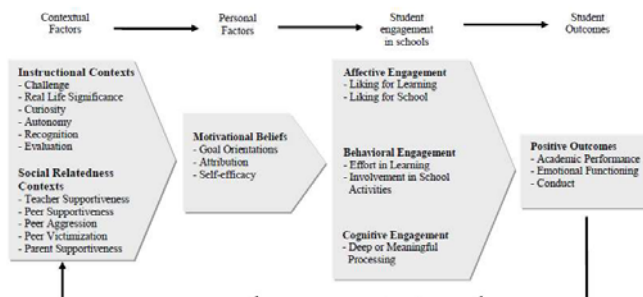 Contextual
Factors
Personal
Factors
Student
engagement
in schools
Student
Outcomes
Instructional Contexts
- Challenge
- Real Life Significance
- Curiosity
- Autonomy
- Recognition
- Evaluation
Social Relatedness
Contexts
- Teacher Supportiveness
- Peer Supportiveness
- Peer Aggression
- Peer Victimization
- Parent Supportiveness
Motivational Beliefs
- Goal Orientations
- Attribution
- Self-efficacy
Affective Engagement
- Liking for Learning
- Liking for School
Behavioral Engagement
- Effort in Learning
- Involvement in School
Activities
Cognitive Engagement
- Deep or Meaningful
Processing
Positive Outcomes
- Academic Performance
- Emotional Functioning
- Conduct